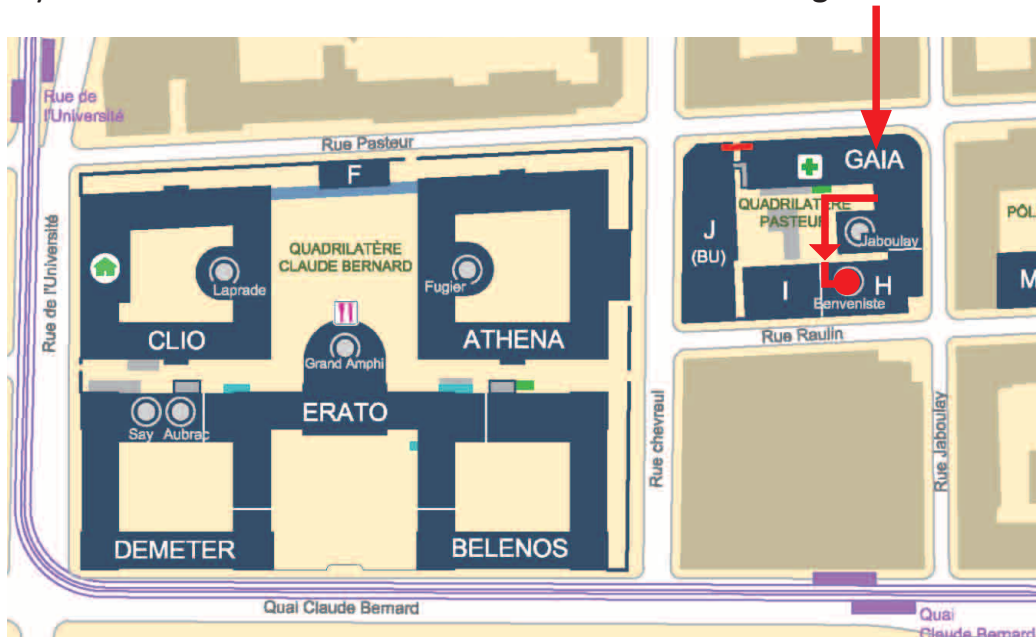 Rue de
l'Université
Rue Pasteur
F
GAIA
QUADRILATÈRE
PASTEUR
J
(BU)
Jaboulay
I
H
Benveniste
Rue Raulin
QUADRILATÈRE
CLAUDE BERNARD
Laprade
Fugier
CLIO
ATHENA
Grand Amphi
ERATO
Say
Aubrac
DEMETER
BELENOS
Rue de l'Université
Rue chevreul
Rue Jaboulay
PÔL
M
Quai Claude Bernard
Quai
Claude Bernard